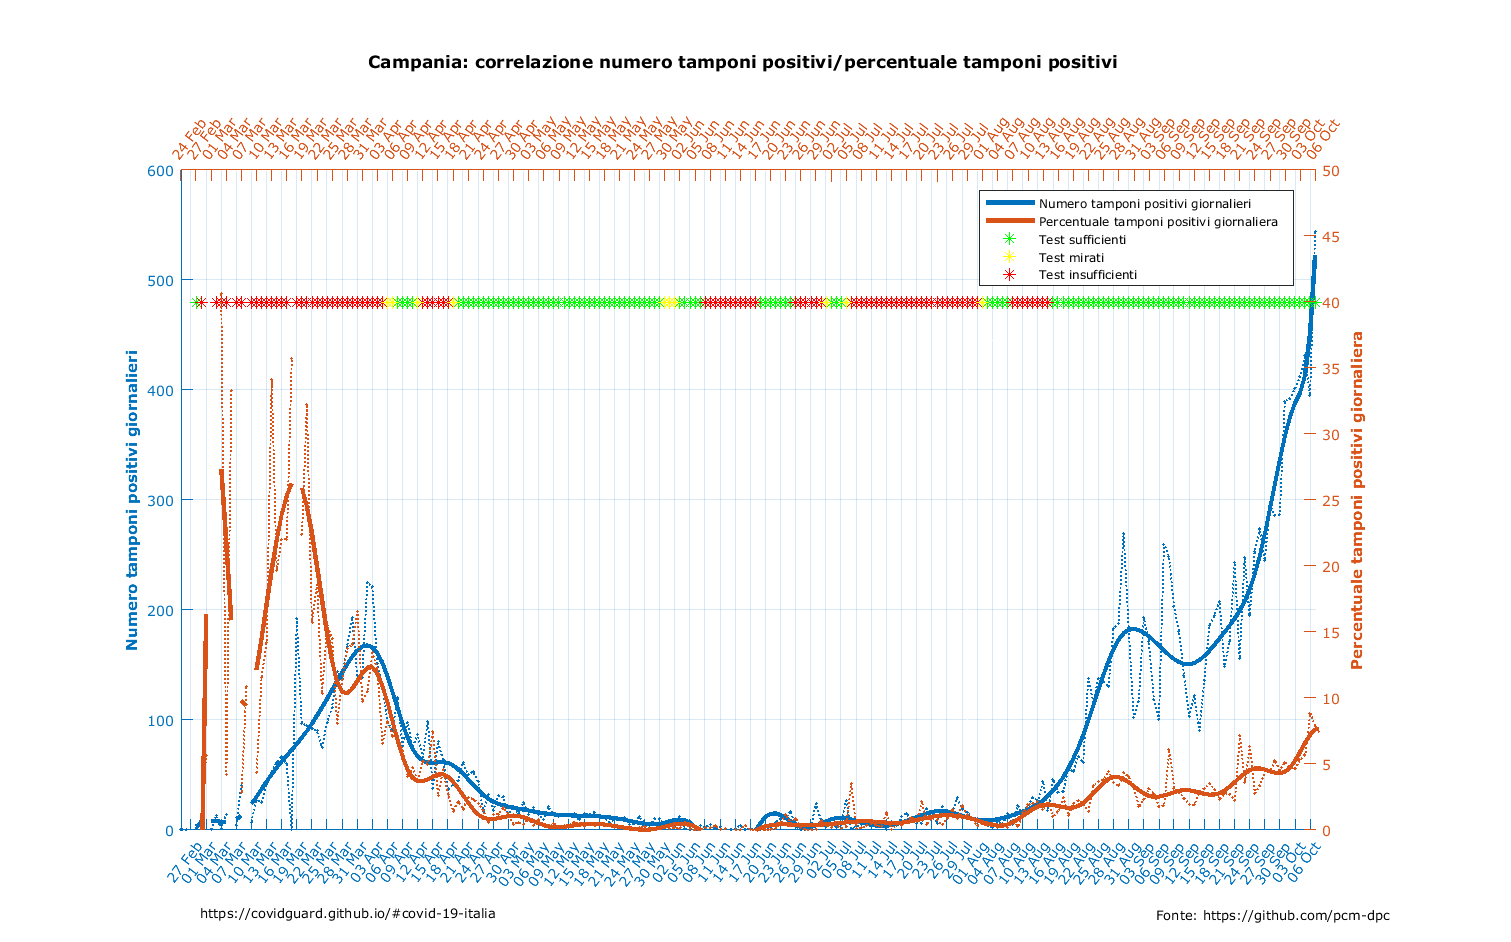 Campania: correlazione numero tamponi positivi/percentuale tamponi positivi
24 Feb 27 Feb 01 Mar 04 Mar 07 Mar 10 Mar 13 Mar 16 Mar 19 Mar 22 Mar 25 Mar 28 Mar 31 Mar 03 Apr 06 Apr 09 Apr 12 Apr 15 Apr 18 Apr 21 Apr 24 Apr 27 Apr 30 Apr 03 May 06 May 09 May 12 May 15 May 18 May 21 May 24 May 27 May 30 May 02 Jun 05 Jun 08 Jun 11 Jun 14 Jun 17 Jun 20 Jun 23 Jun 26 Jun 29 Jun 02 Jul 05 Jul 08 Jul 11 Jul 14 Jul 17 Jul 20 Jul 23 Jul 26 Jul 29 Jul 01 Aug 04 Aug 07 Aug 10 Aug 13 Aug 16 Aug 19 Aug 22 Aug 25 Aug 28 Aug 31 Aug 03 Sep 06 Sep 09 Sep 12 Sep 15 Sep 18 Sep 21 Sep 24 Sep 27 Sep 30 Sep 03 Oct 06 Oct
Numero tamponi positivi giornalieri
600
500
400
300
200
100
0
Numero tamponi positivi giornalieri
Percentuale tamponi positivi giornaliera
Test sufficienti
Test mirati
Test insufficienti
50
45
40
35
30
25
20
15
10
5
0
Percentuale tamponi positivi giornaliera
27 Feb 01 Mar 04 Mar 07 Mar 10 Mar 13 Mar 16 Mar 19 Mar 22 Mar 25 Mar 28 Mar 31 Mar 03 Apr 06 Apr 09 Apr 12 Apr 15 Apr 18 Apr 21 Apr 24 Apr 27 Apr 30 Apr 03 May 06 May 09 May 12 May 15 May 18 May 21 May 24 May 27 May 30 May 02 Jun 05 Jun 08 Jun 11 Jun 14 Jun 17 Jun 20 Jun 23 Jun 26 Jun 29 Jun 02 Jul 05 Jul 08 Jul 11 Jul 14 Jul 17 Jul 20 Jul 23 Jul 26 Jul 29 Jul 01 Aug 04 Aug 07 Aug 10 Aug 13 Aug 16 Aug 19 Aug 22 Aug 25 Aug 28 Aug 31 Aug 03 Sep 06 Sep 09 Sep 12 Sep 15 Sep 18 Sep 21 Sep 24 Sep 27 Sep 30 Sep 03 Oct 06 Oct
https://covidguard.github.io/#covid-19-italia
Fonte: https://github.com/pcm-dpc